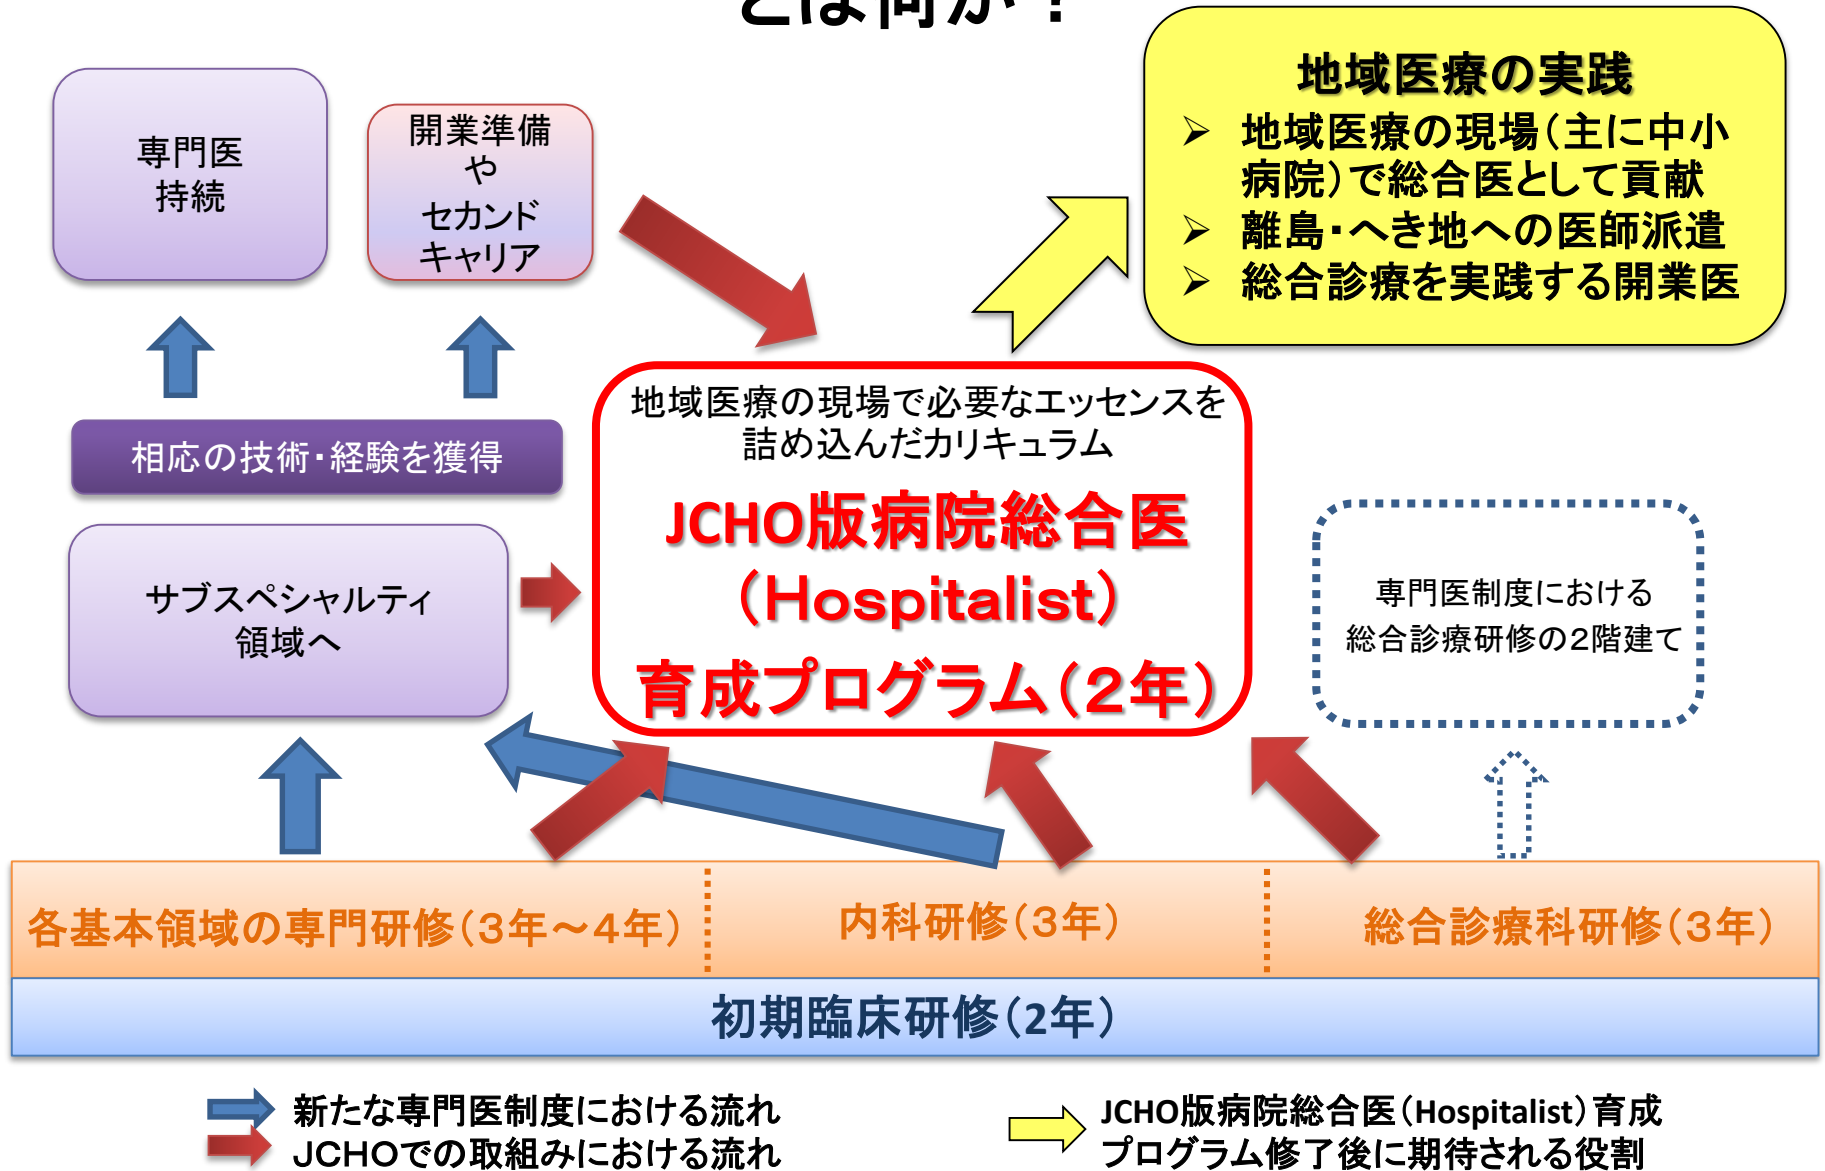 とは何か？
専門医
持続
開業準備
や
セカンド
キャリア
地域医療の実践
➢ 地域医療の現場（主に中小
病院）で総合医として貢献
➢ 離島・へき地への医師派遣
➢ 総合診療を実践する開業医
相応の技術・経験を獲得
地域医療の現場で必要なエッセンスを
詰め込んだカリキュラム
JCHO版病院総合医
（Hospitalist）
育成プログラム（２年）
サブスペシャルティ
領域へ
専門医制度における
総合診療研修の２階建て
各基本領域の専門研修（３年～４年）
内科研修（３年）
総合診療科研修（３年）
初期臨床研修（2年）
新たな専門医制度における流れ
ＪＣＨＯでの取組みにおける流れ
JCHO版病院総合医（Hospitalist）育成
プログラム修了後に期待される役割